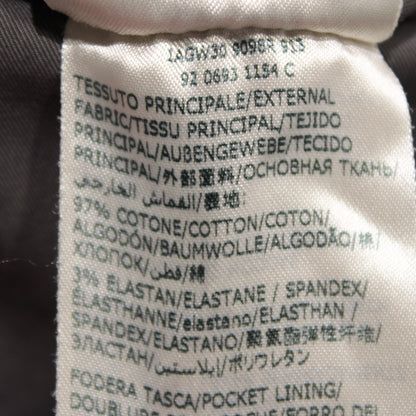 1AGW30 9098R 913
92 0693 1154 C
TESSUTO PRINCIPALE/EXTERNAL
FABRIC/TISSU PRINCIPAL/TEJIDO
PRINCIPAL/AUßENGEWEBE/TECIDO
PRINCIPAL/外部面料/ОСНОВНАЯ ТКАНЬ/
القماش الخارجي/表地:
97% COTONE/COTTON/COTON/
ALGODÓN/BAUMWOLLE/ALGODÃO/棉/
ХЛОПОК/قطن/綿
3% ELASTAN/ELASTANE / SPANDEX/
ELASTHANNE/elastano/ELASTHAN /
SPANDEX/ELASTANO/聚氨酯弹性纤维/
ЭЛАСТАН/إيلاستين/ポリウレタン
FODERA TASCA/POCKET LINING/